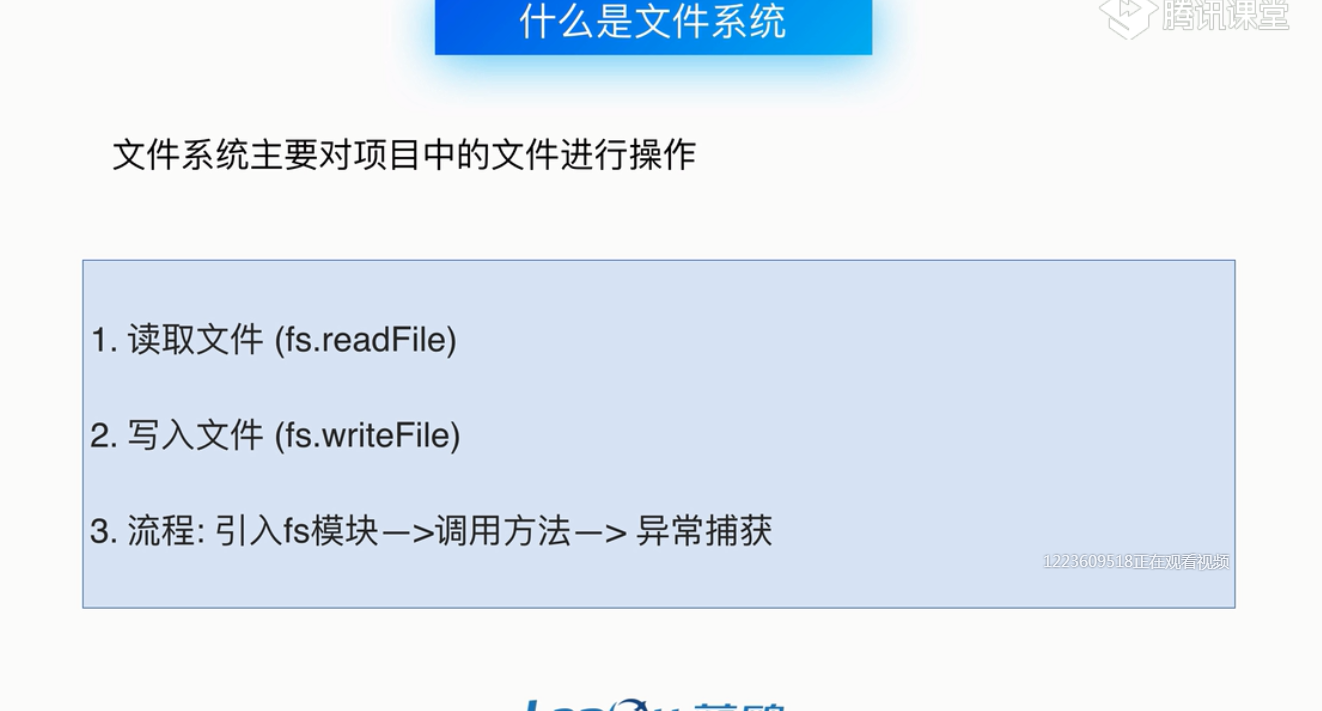 什么是文件系统
腾讯课堂
文件系统主要对项目中的文件进行操作
1. 读取文件 (fs.readFile)
2. 写入文件 (fs.writeFile)
3. 流程: 引入fs模块—>调用方法—> 异常捕获
1223609518正在观看视频